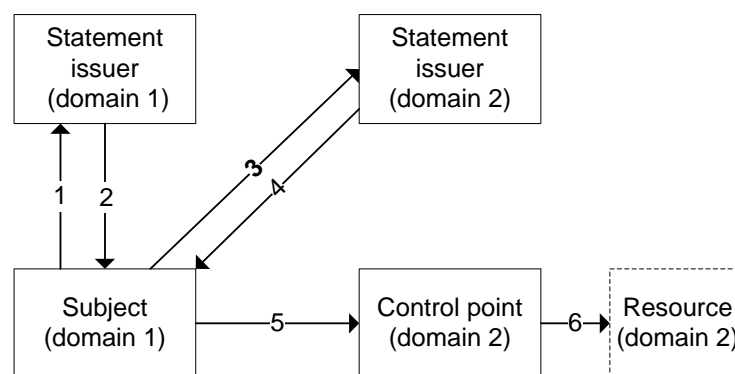 Statement
issuer
(domain 1)
Statement
issuer
(domain 2)
1
2
3
4
Subject
(domain 1)
5
Control point
(domain 2)
6
Resource
(domain 2)